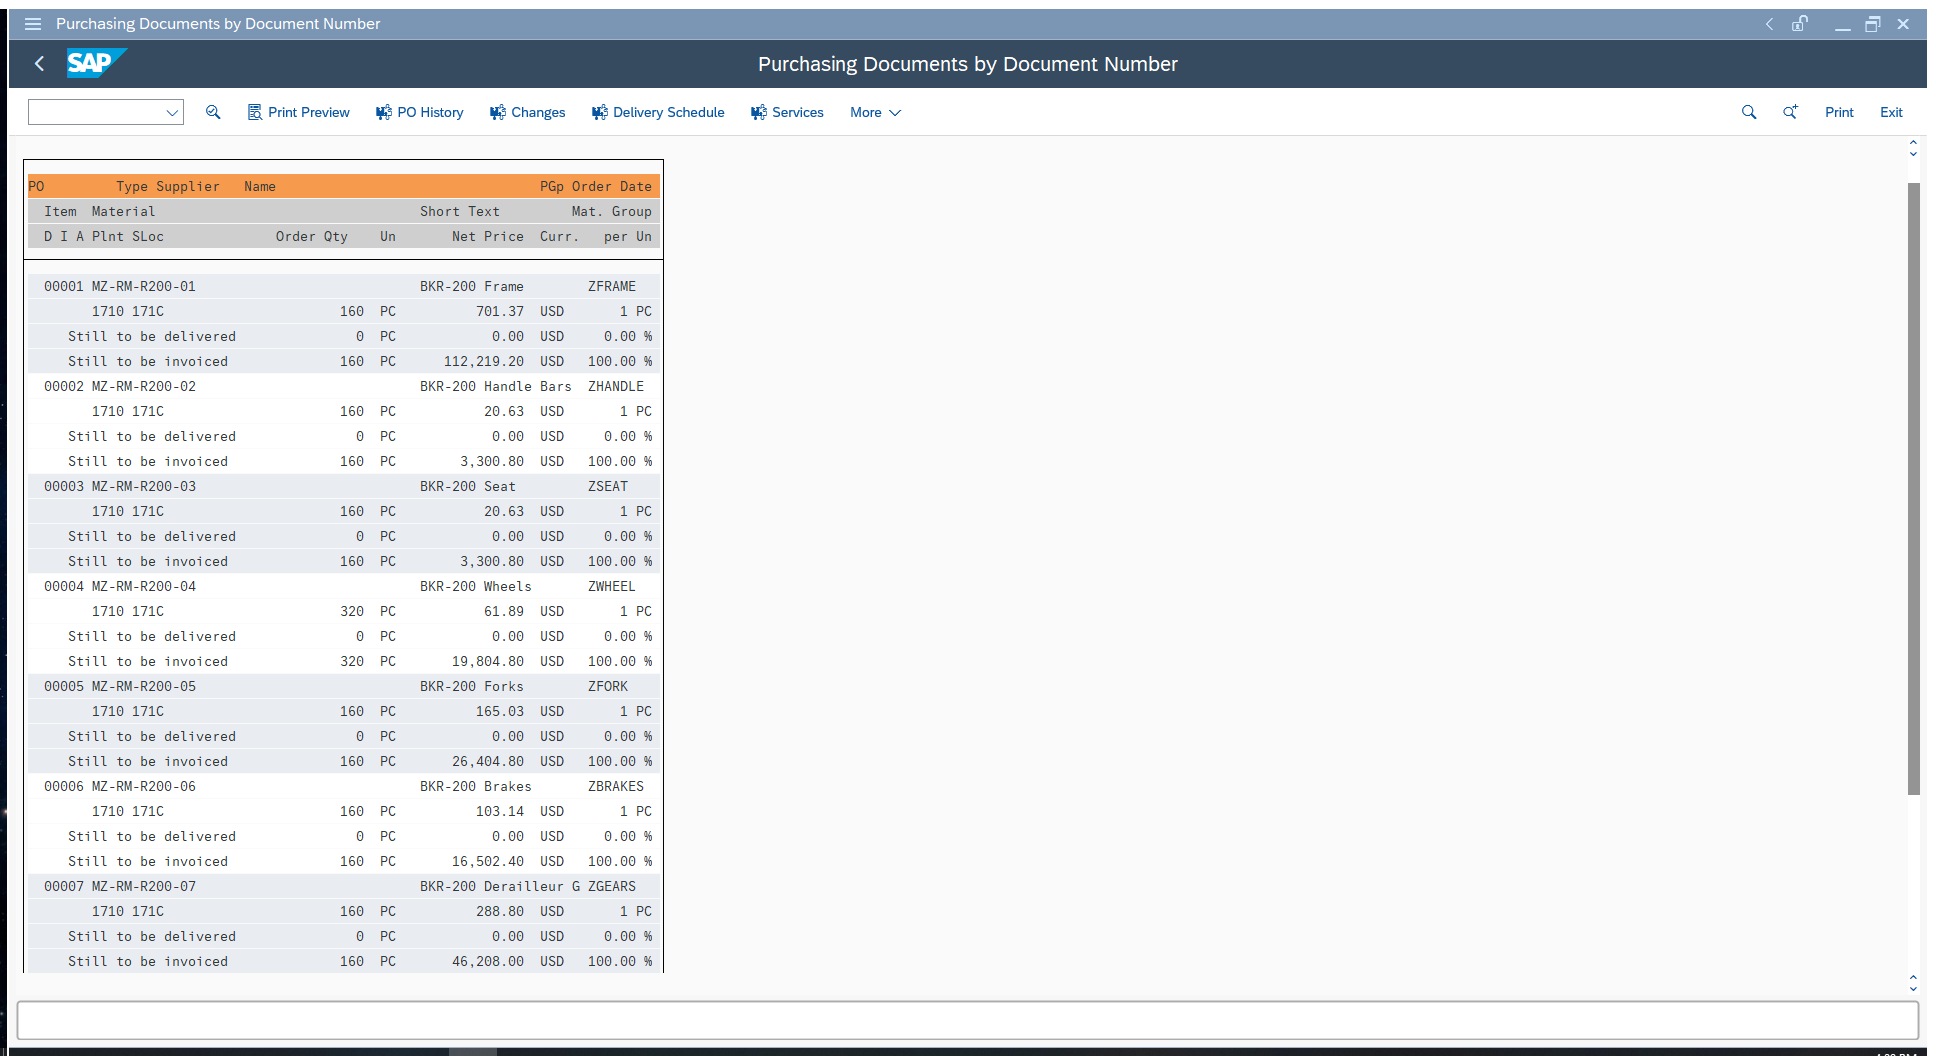 Purchasing Documents by Document Number
SAP Purchasing Documents by Document Number
Print Preview PO History Changes Delivery Schedule Services More Print Exit
PO Type Supplier Name PGp Order Date
Item Material Short Text Mat. Group
D I A Plnt SLoc Order Qty Un Net Price Curr. per Un
00001 MZ-RM-R200-01 BKR-200 Frame ZFRAME
1710 171C 160 PC 701.37 USD 1 PC
Still to be delivered 0 PC 0.00 USD 0.00 %
Still to be invoiced 160 PC 112,219.20 USD 100.00 %
00002 MZ-RM-R200-02 BKR-200 Handle Bars ZHANDLE
1710 171C 160 PC 20.63 USD 1 PC
Still to be delivered 0 PC 0.00 USD 0.00 %
Still to be invoiced 160 PC 3,300.80 USD 100.00 %
00003 MZ-RM-R200-03 BKR-200 Seat ZSEAT
1710 171C 160 PC 20.63 USD 1 PC
Still to be delivered 0 PC 0.00 USD 0.00 %
Still to be invoiced 160 PC 3,300.80 USD 100.00 %
00004 MZ-RM-R200-04 BKR-200 Wheels ZWHEEL
1710 171C 320 PC 61.89 USD 1 PC
Still to be delivered 0 PC 0.00 USD 0.00 %
Still to be invoiced 320 PC 19,804.80 USD 100.00 %
00005 MZ-RM-R200-05 BKR-200 Forks ZFORK
1710 171C 160 PC 165.03 USD 1 PC
Still to be delivered 0 PC 0.00 USD 0.00 %
Still to be invoiced 160 PC 26,404.80 USD 100.00 %
00006 MZ-RM-R200-06 BKR-200 Brakes ZBRAKES
1710 171C 160 PC 103.14 USD 1 PC
Still to be delivered 0 PC 0.00 USD 0.00 %
Still to be invoiced 160 PC 16,502.40 USD 100.00 %
00007 MZ-RM-R200-07 BKR-200 Derailleur G ZGEARS
1710 171C 160 PC 288.80 USD 1 PC
Still to be delivered 0 PC 0.00 USD 0.00 %
Still to be invoiced 160 PC 46,208.00 USD 100.00 %